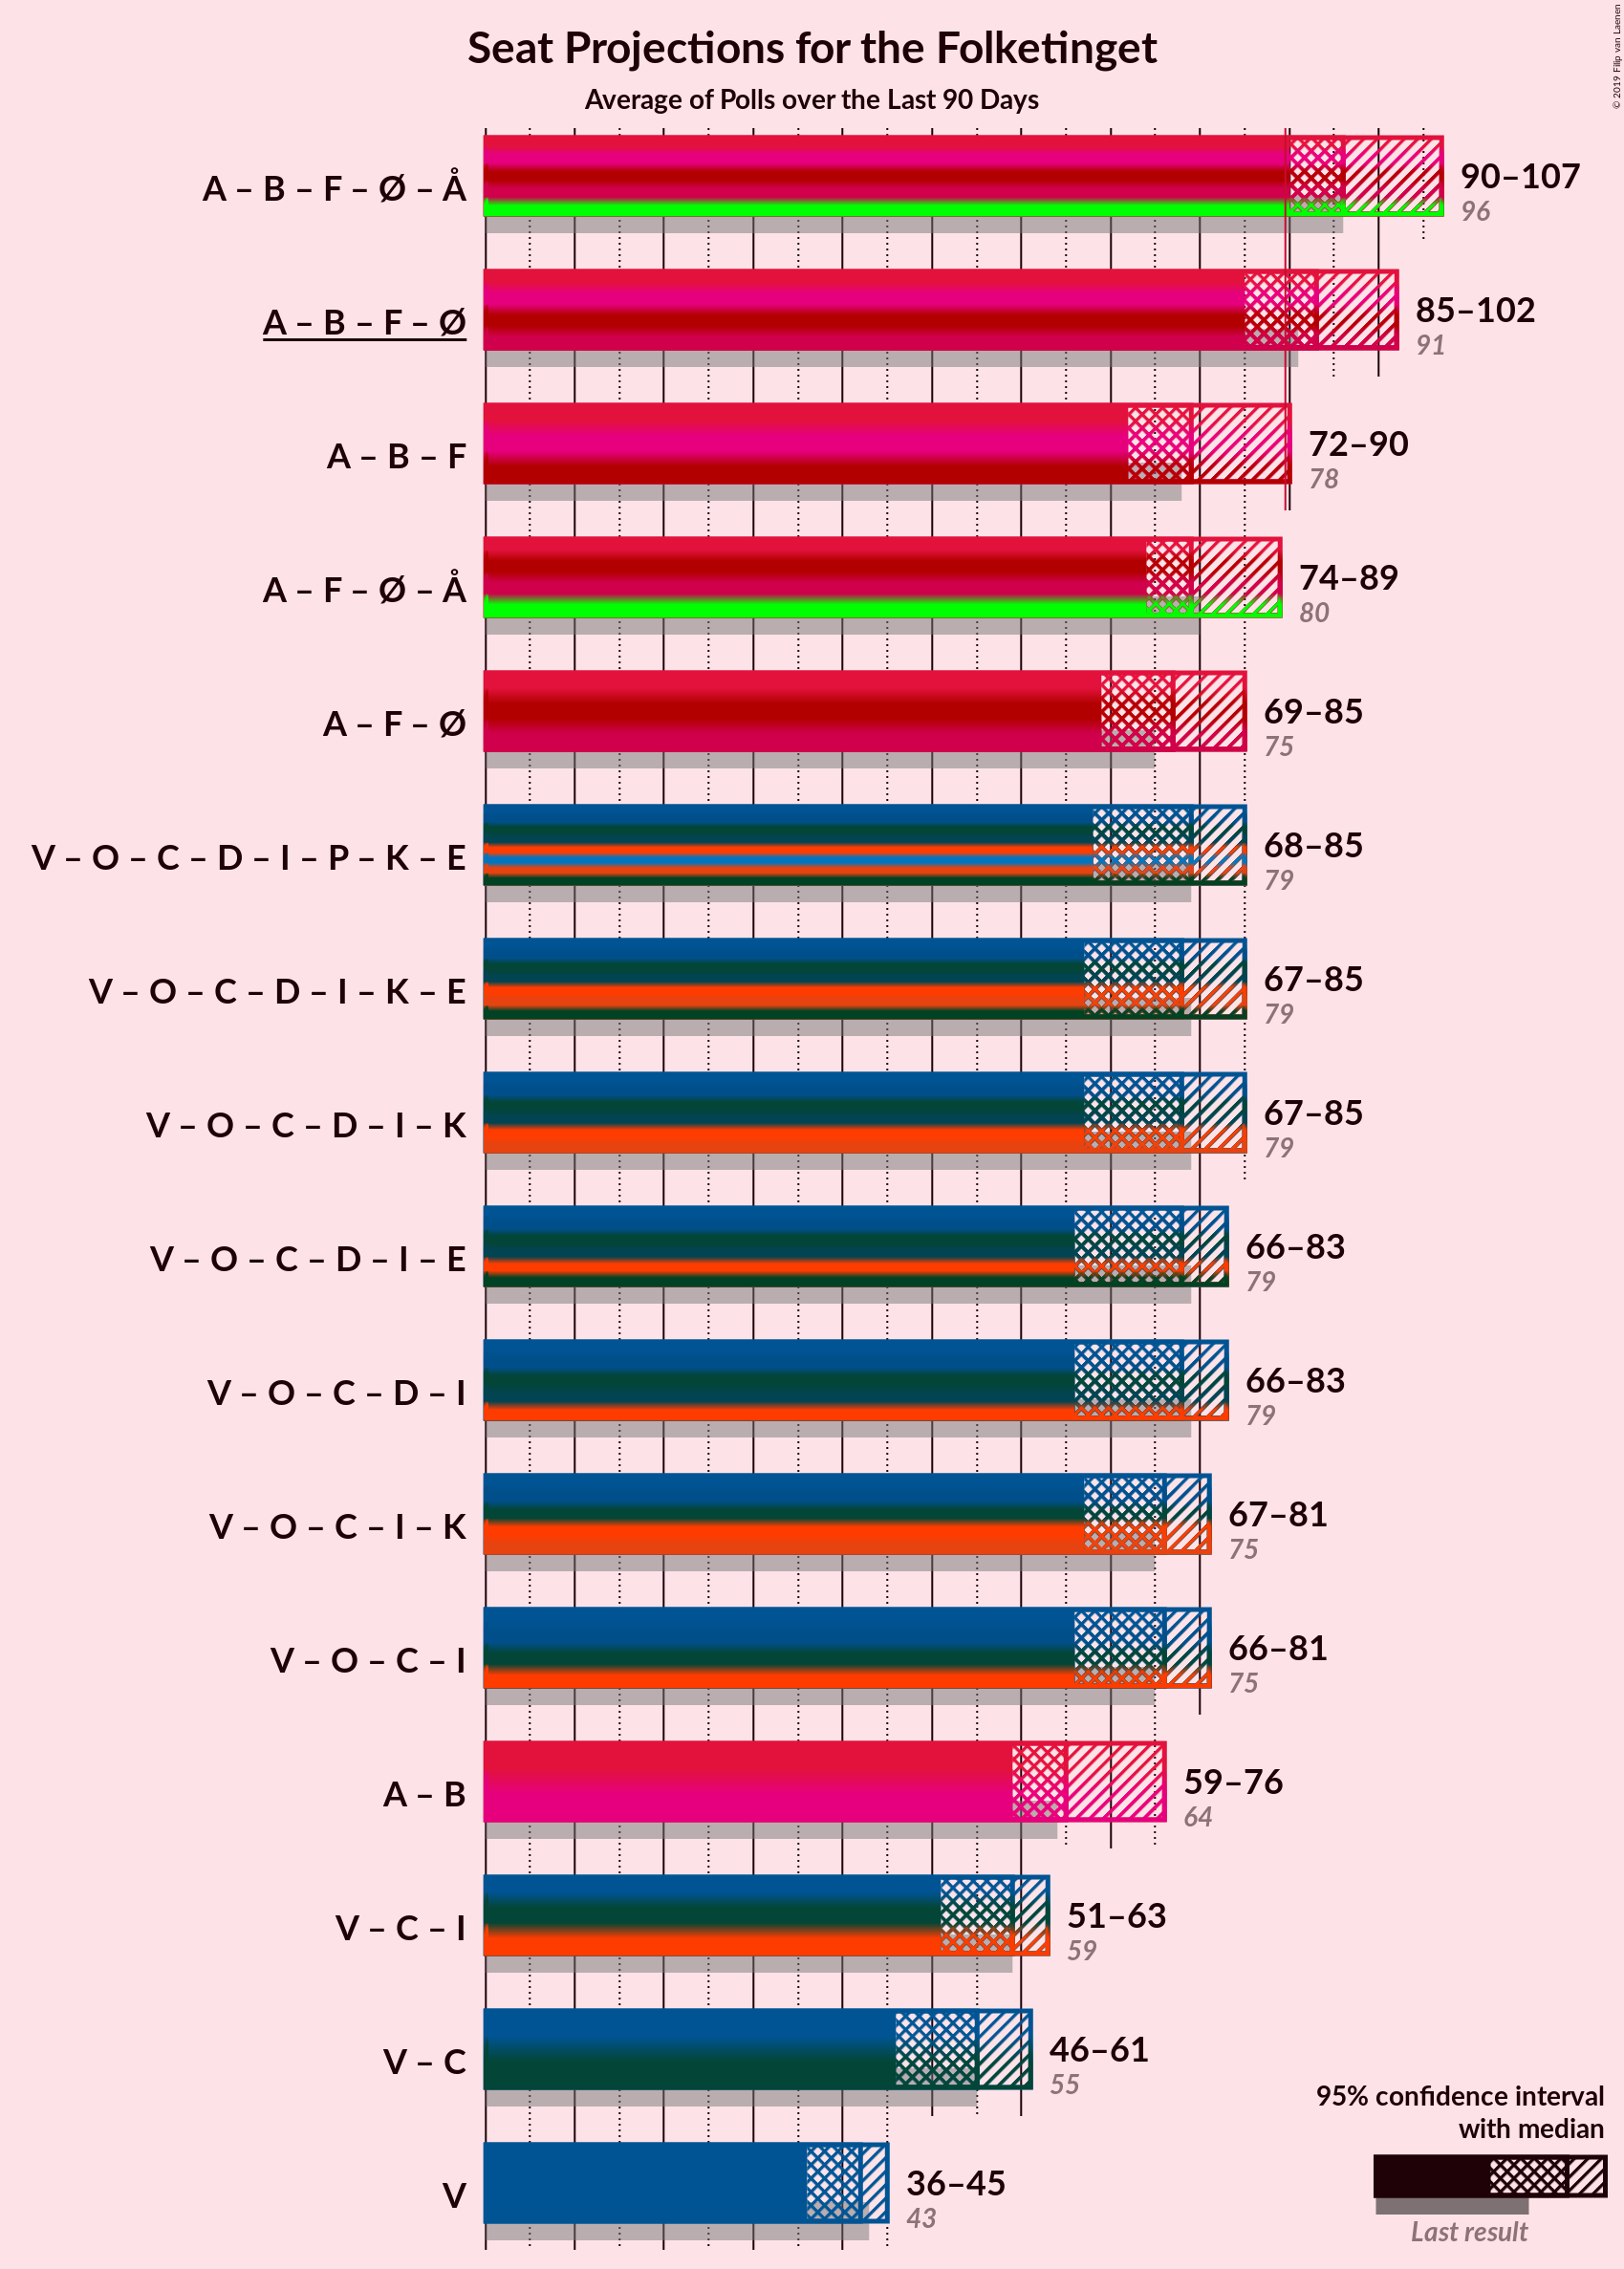 Seat Projections for the Folketinget
Average of Polls over the Last 90 Days
© 2019 Filip van Laenen
A – B – F – Ø – Å
90–107
96
A – B – F – Ø
85–102
91
A – B – F
72–90
78
A – F – Ø – Å
74–89
80
A – F – Ø
69–85
75
V – O – C – D – I – P – K – E
68–85
79
V – O – C – D – I – K – E
67–85
79
V – O – C – D – I – K
67–85
79
V – O – C – D – I – E
66–83
79
V – O – C – D – I
66–83
79
V – O – C – I – K
67–81
75
V – O – C – I
66–81
75
A – B
59–76
64
V – C – I
51–63
59
V – C
46–61
55
V
36–45
43
95% confidence interval
with median
Last result